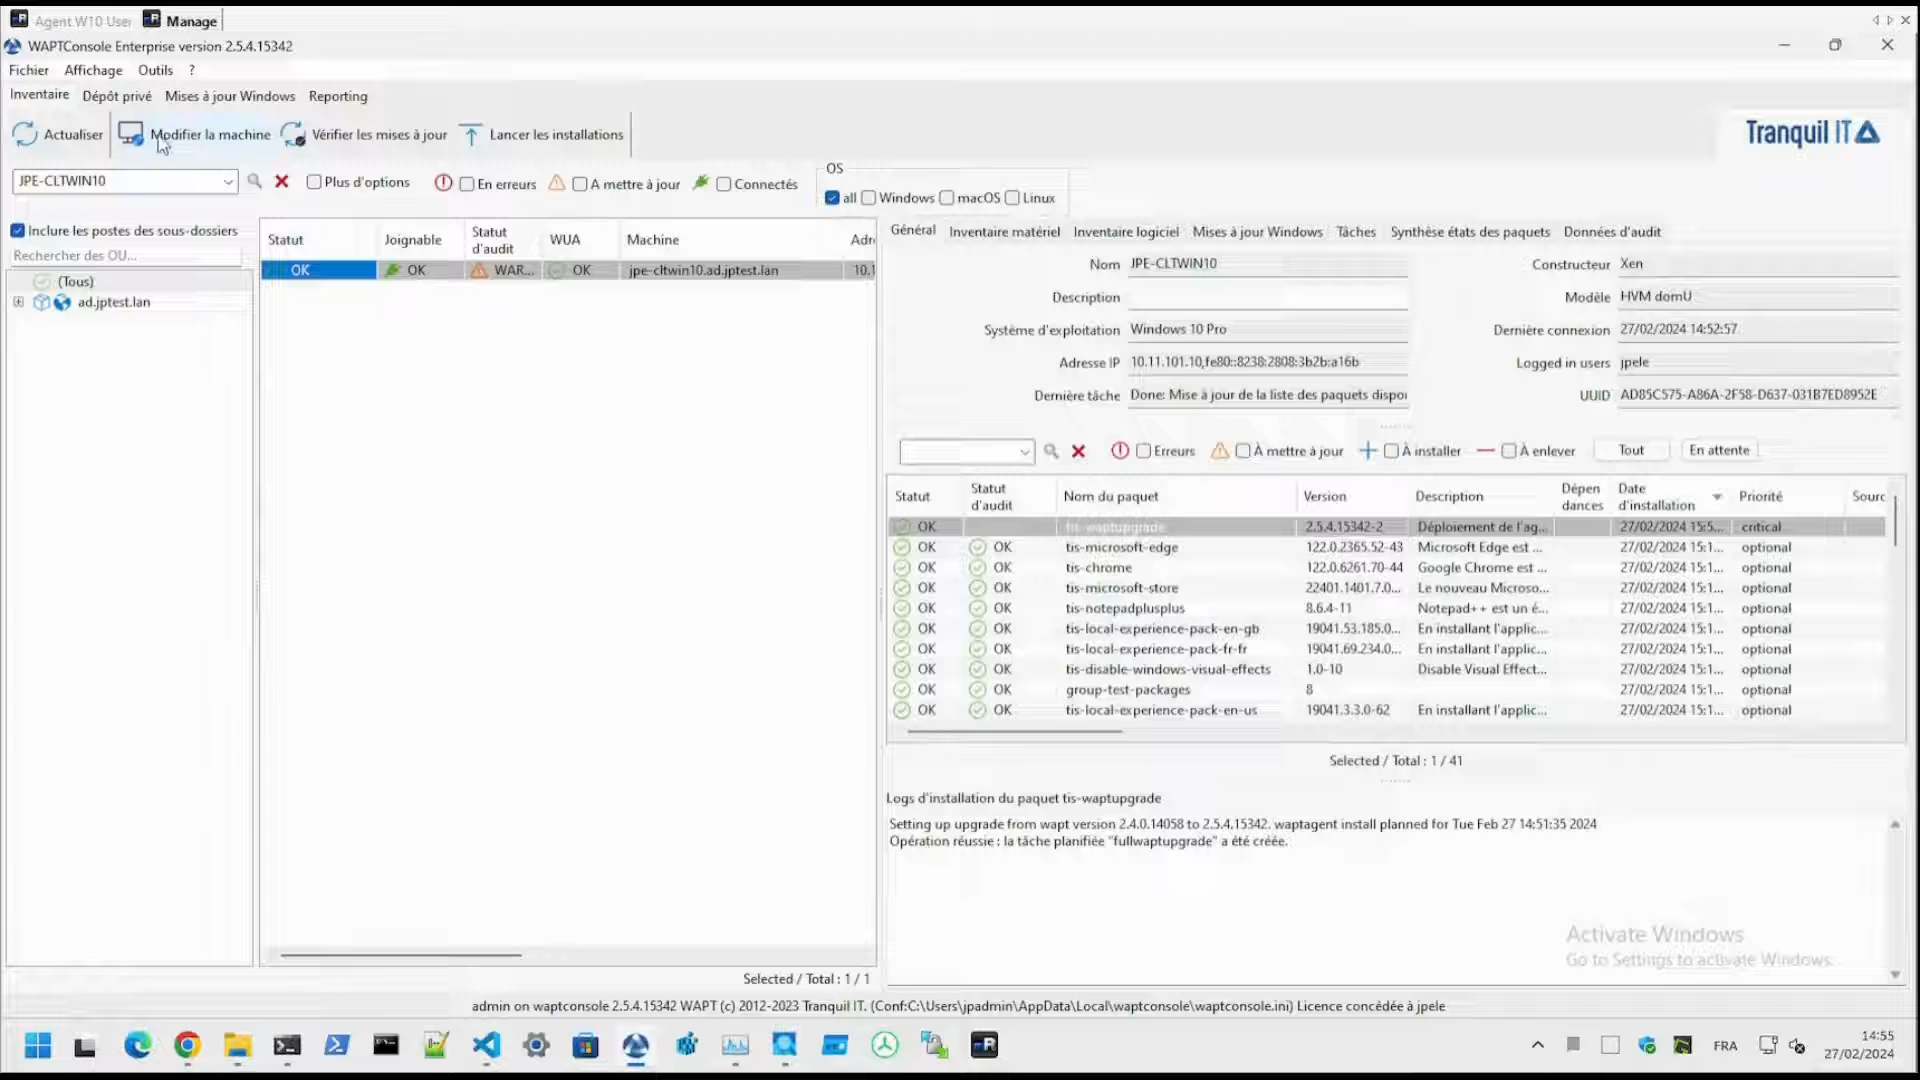 Agent W10 User Manage
WAPTConsole Enterprise version 2.5.4.15342
Fichier Affichage Outils ?
Inventaire Dépôt privé Mises à jour Windows Reporting
Actualiser Modifier la machine Vérifier les mises à jour Lancer les installations
Tranquil IT
JPE-CLTWIN10 Plus d'options En erreurs A mettre à jour Connectés
OS
all Windows macOS Linux
Inclure les postes des sous-dossiers
Rechercher des OU...
(Tous)
ad.jptest.lan
Statut Joignable Statut d'audit WUA Machine Adr
OK OK WAR... OK jpe-cltwin10.ad.jptest.lan 10.1
Selected / Total : 1 / 1
Général Inventaire matériel Inventaire logiciel Mises à jour Windows Tâches Synthèse états des paquets Données d'audit
Nom JPE-CLTWIN10 Constructeur Xen
Description Modèle HVM domU
Système d'exploitation Windows 10 Pro Dernière connexion 27/02/2024 14:52:57
Adresse IP 10.11.101.10,fe80::8238:2808:3b2b:a16b Logged in users jpele
Dernière tâche Done: Mise à jour de la liste des paquets dispo UUID AD85C575-A86A-2F58-D637-031B7ED8952E
Erreurs À mettre à jour À installer À enlever Tout En attente
Statut Statut d'audit Nom du paquet Version Description Dépen dances Date d'installation Priorité Sourc
OK tis-waptupgrade 2.5.4.15342-2 Déploiement de l'ag... 27/02/2024 15:5... critical
OK OK tis-microsoft-edge 122.0.2365.52-43 Microsoft Edge est ... 27/02/2024 15:1... optional
OK OK tis-chrome 122.0.6261.70-44 Google Chrome est ... 27/02/2024 15:1... optional
OK OK tis-microsoft-store 22401.1401.7.0... Le nouveau Microso... 27/02/2024 15:1... optional
OK OK tis-notepadplusplus 8.6.4-11 Notepad++ est un é... 27/02/2024 15:1... optional
OK OK tis-local-experience-pack-en-gb 19041.53.185.0... En installant l'applic... 27/02/2024 15:1... optional
OK OK tis-local-experience-pack-fr-fr 19041.69.234.0... En installant l'applic... 27/02/2024 15:1... optional
OK OK tis-disable-windows-visual-effects 1.0-10 Disable Visual Effect... 27/02/2024 15:1... optional
OK OK group-test-packages 8 27/02/2024 15:1... optional
OK OK tis-local-experience-pack-en-us 19041.3.3.0-62 En installant l'applic... 27/02/2024 15:1... optional
Selected / Total : 1 / 41
Logs d'installation du paquet tis-waptupgrade
Setting up upgrade from wapt version 2.4.0.14058 to 2.5.4.15342. waptagent install planned for Tue Feb 27 14:51:35 2024
Opération réussie : la tâche planifiée "fullwaptupgrade" a été créée.
Activate Windows
Go to Settings to activate Windows.
admin on waptconsole 2.5.4.15342 WAPT (c) 2012-2023 Tranquil IT. (Conf:C:\Users\jpadmin\AppData\Local\waptconsole\waptconsole.ini) Licence concédée à jpele
FRA
14:55
27/02/2024